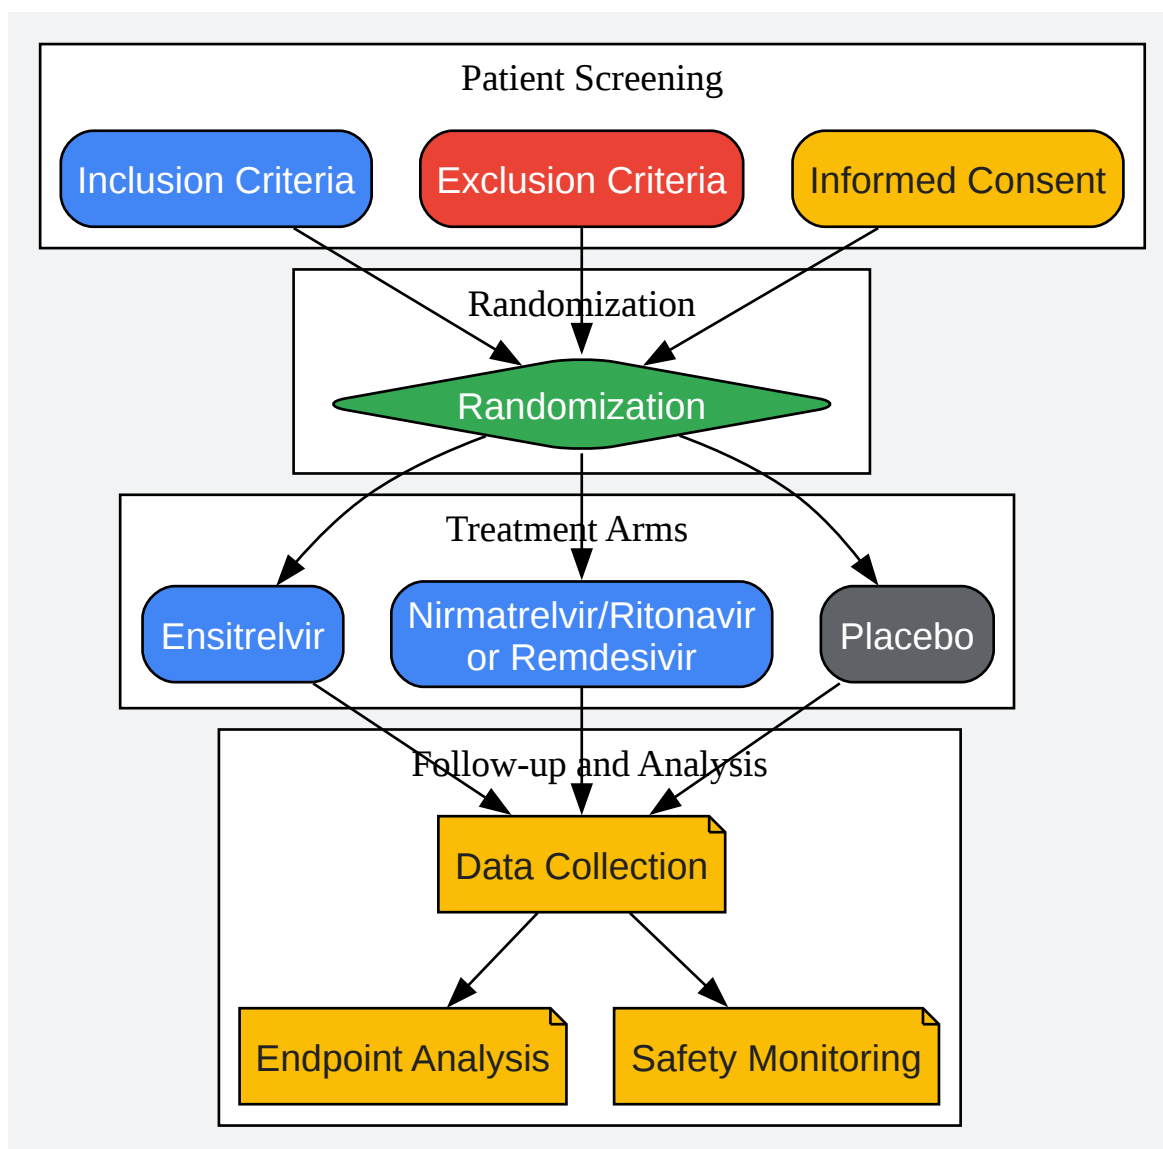 Patient Screening
Inclusion Criteria
Exclusion Criteria
Informed Consent
Randomization
Randomization
Treatment Arms
Ensitrelvir
Nirmatrelvir/Ritonavir
or Remdesivir
Placebo
Follow-up and Analysis
Data Collection
Endpoint Analysis
Safety Monitoring